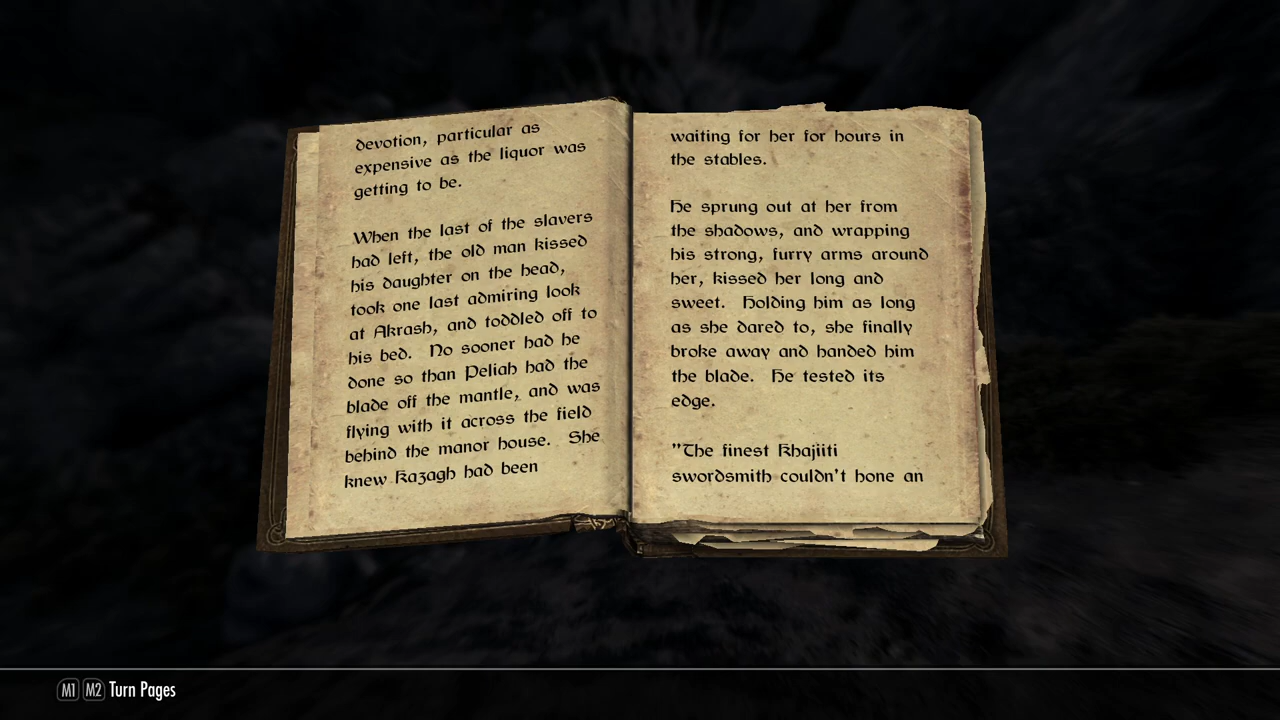 devotion, particular as
expensive as the liquor was
getting to be.
When the last of the slavers
had left, the old man kissed
his daughter on the head,
took one last admiring look
at Akrash, and toddled off to
his bed.  No sooner had he
done so than Peliah had the
blade off the mantle, and was
flying with it across the field
behind the manor house.  She
knew Kazagh had been
waiting for her for hours in
the stables.
He sprung out at her from
the shadows, and wrapping
his strong, furry arms around
her, kissed her long and
sweet.  Holding him as long
as she dared to, she finally
broke away and handed him
the blade.  He tested its
edge.
"The finest Khajiiti
swordsmith couldn't hone an
M1 M2 Turn Pages